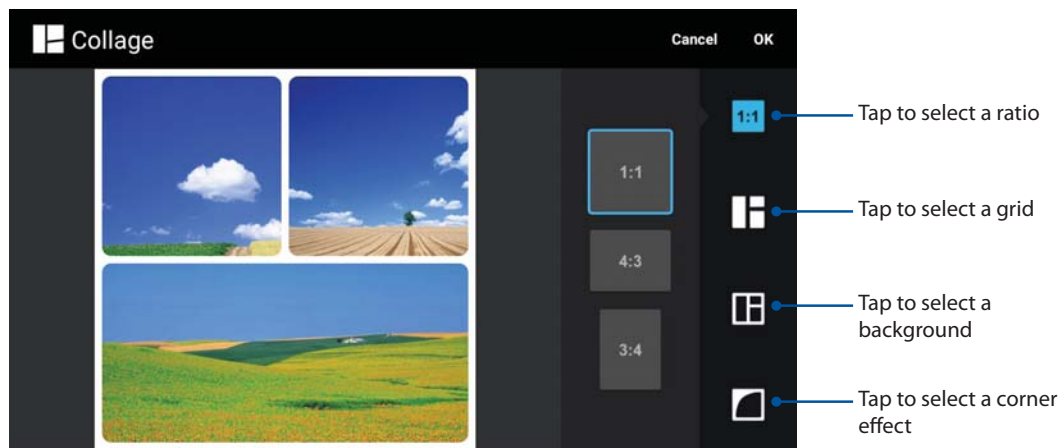 Collage
Cancel OK
1:1
4:3
3:4
1:1
Tap to select a ratio
Tap to select a grid
Tap to select a
background
Tap to select a corner
effect